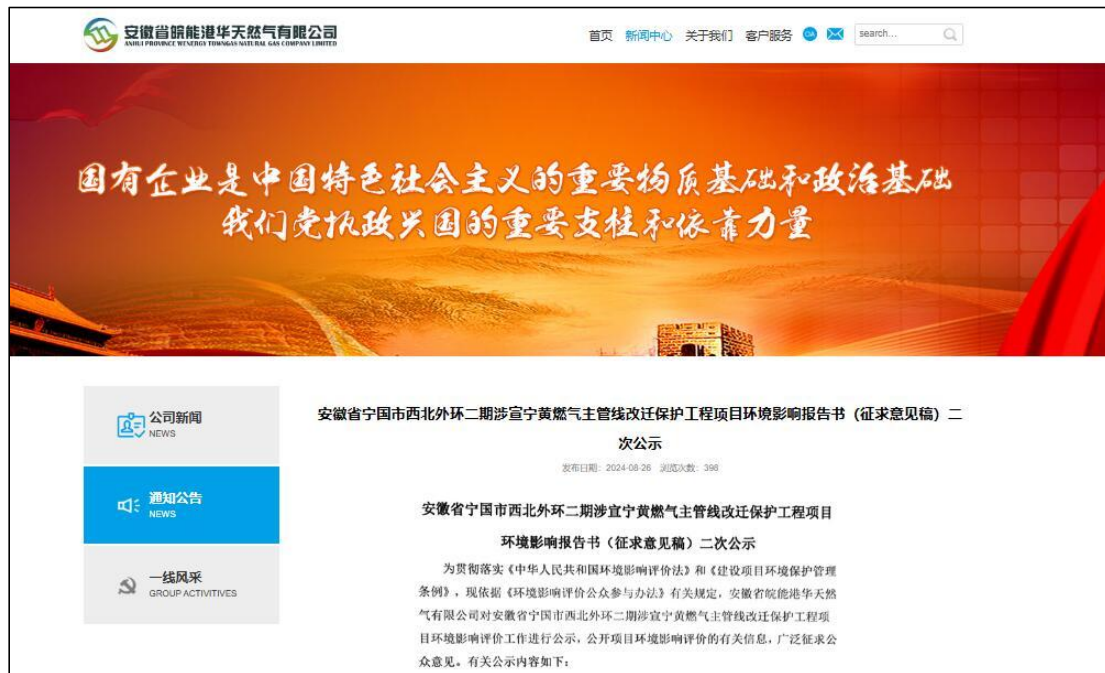 安徽省皖能港华天然气有限公司
ANHUI PROVINCE WENERGY TOWNGAS NATURAL GAS COMPANY LIMITED
首页 新闻中心 关于我们 客户服务 OA search...
国有企业是中国特色社会主义的重要物质基础和政治基础
我们党执政兴国的重要支柱和依靠力量
公司新闻
NEWS
通知公告
NEWS
一线风采
GROUP ACTIVITIVES
安徽省宁国市西北外环二期涉宣宁黄燃气主管线改迁保护工程项目环境影响报告书（征求意见稿）二
次公示
发布日期：2024-08-26 浏览次数：398
安徽省宁国市西北外环二期涉宣宁黄燃气主管线改迁保护工程项目
环境影响报告书（征求意见稿）二次公示
为贯彻落实《中华人民共和国环境影响评价法》和《建设项目环境保护管理
条例》，现依据《环境影响评价公众参与办法》有关规定，安徽省皖能港华天然
气有限公司对安徽省宁国市西北外环二期涉宣宁黄燃气主管线改迁保护工程项
目环境影响评价工作进行公示，公开项目环境影响评价的有关信息，广泛征求公
众意见。有关公示内容如下：